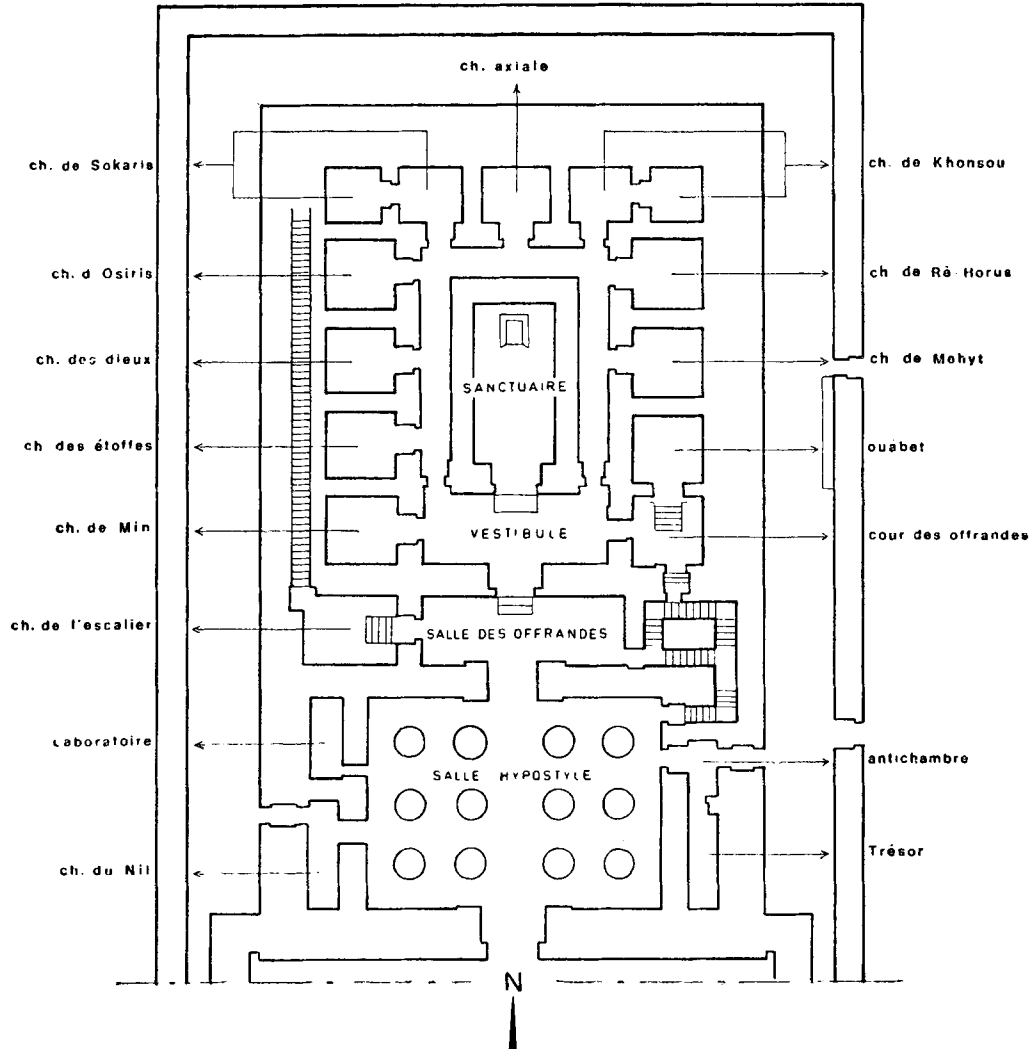 ch. axiale
ch. de Sokaris
ch. de Khonsou
ch. d Osiris
ch de Rê-Horus
ch. des dieux
ch de Mehyt
SANCTUAIRE
ch des étoffes
ouabet
ch. de Min
VESTIBULE
cour des offrandes
ch. de l'escalier
SALLE DES OFFRANDES
Laboratoire
antichambre
SALLE HYPOSTYLE
ch. du Nil
Trésor
N